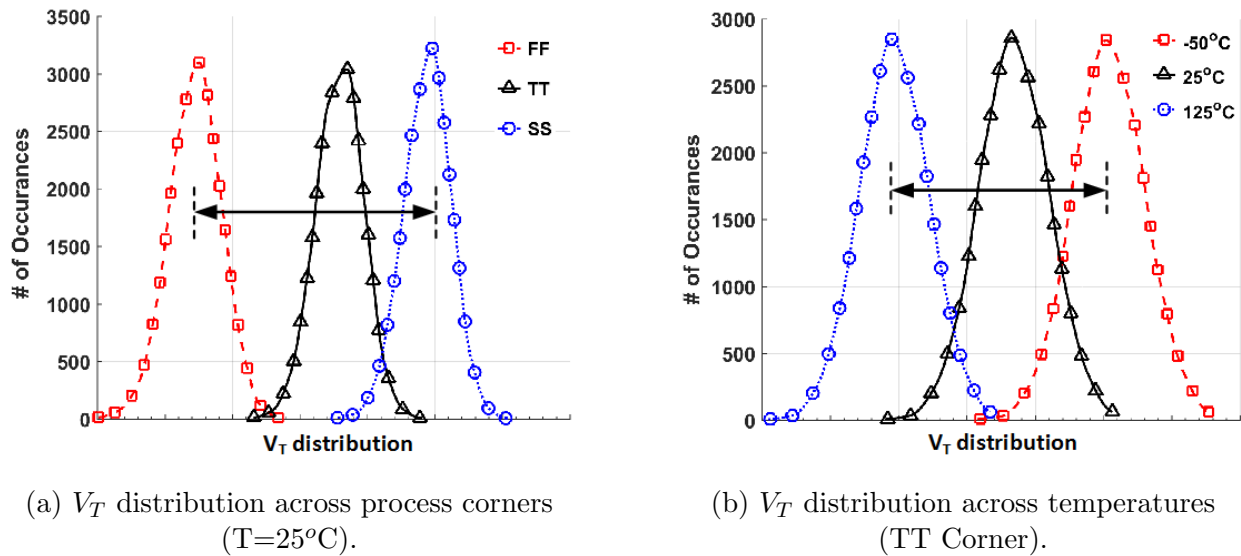 3500
3000
2500
2000
1500
1000
500
0
# of Occurances
FF
TT
SS
V_T distribution
(a) V_T distribution across process corners
(T=25°C).
3000
2500
2000
1500
1000
500
0
# of Occurances
-50°C
25°C
125°C
V_T distribution
(b) V_T distribution across temperatures
(TT Corner).